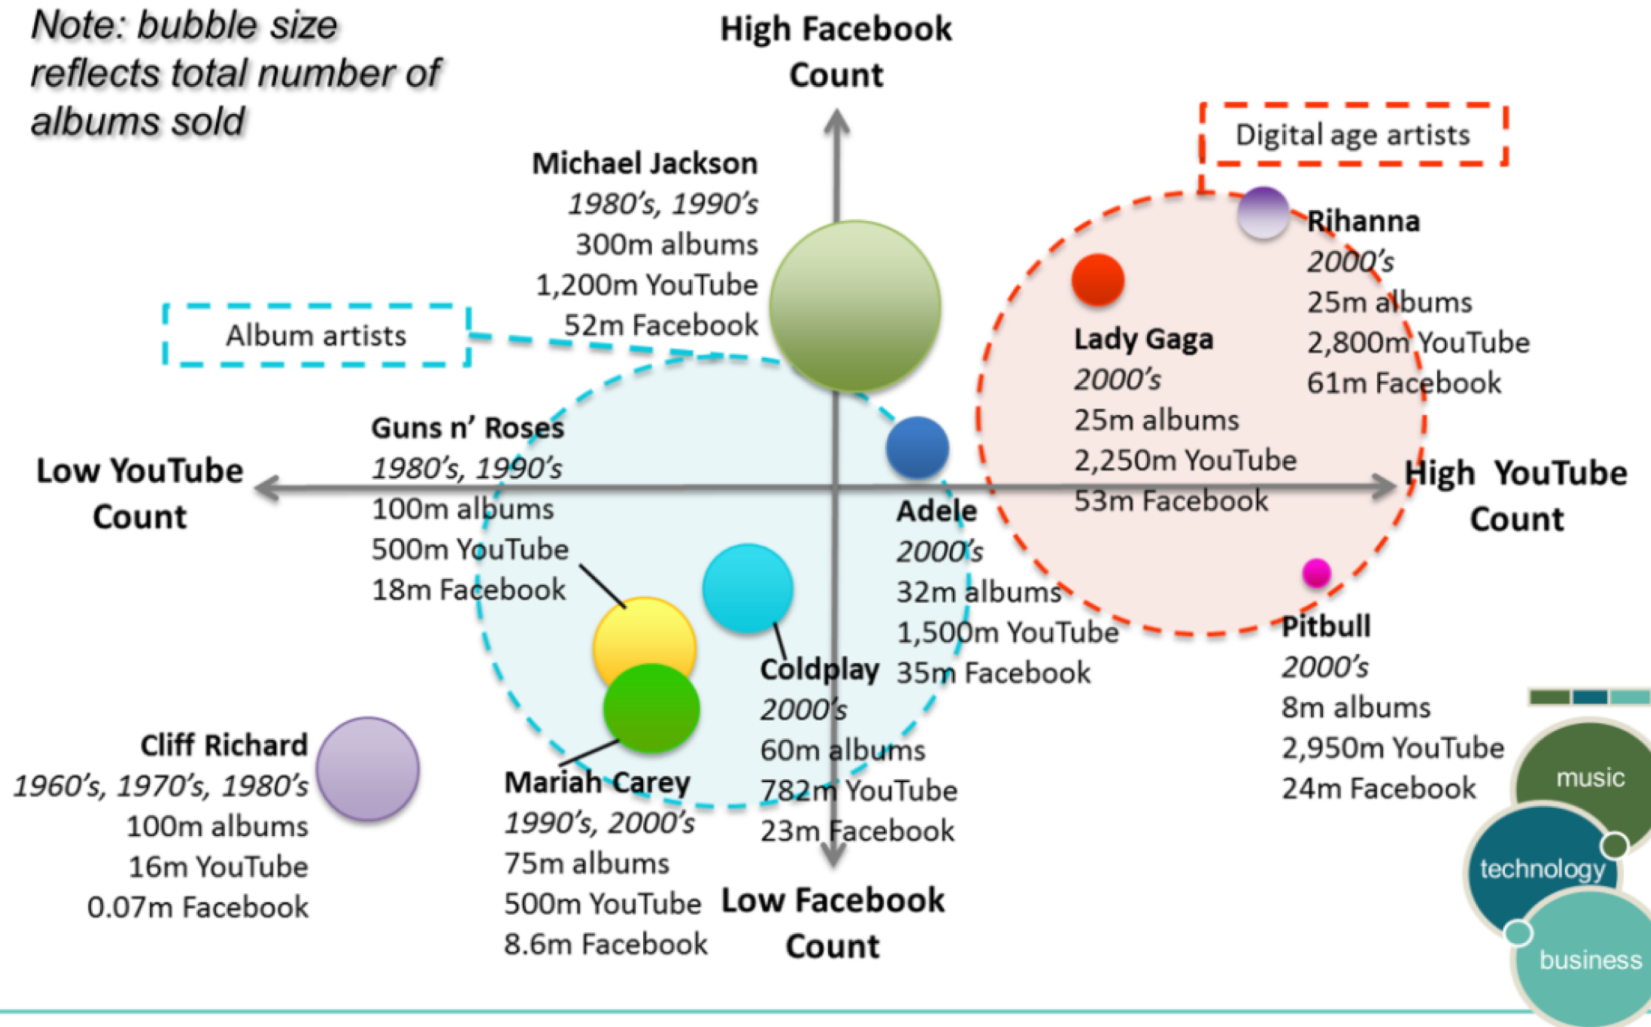 Note: bubble size
reflects total number of
albums sold
High Facebook
Count
Digital age artists
Michael Jackson
1980's, 1990's
300m albums
1,200m YouTube
52m Facebook
Rihanna
2000's
25m albums
2,800m YouTube
61m Facebook
Album artists
Lady Gaga
2000's
25m albums
2,250m YouTube
53m Facebook
Guns n' Roses
1980's, 1990's
100m albums
500m YouTube
18m Facebook
Low YouTube
Count
High  YouTube
Count
Adele
2000's
32m albums
1,500m YouTube
35m Facebook
Pitbull
2000's
8m albums
2,950m YouTube
24m Facebook
Coldplay
2000's
60m albums
782m YouTube
23m Facebook
Cliff Richard
1960's, 1970's, 1980's
100m albums
16m YouTube
0.07m Facebook
Mariah Carey
1990's, 2000's
75m albums
500m YouTube
8.6m Facebook
Low Facebook
Count
music
technology
business